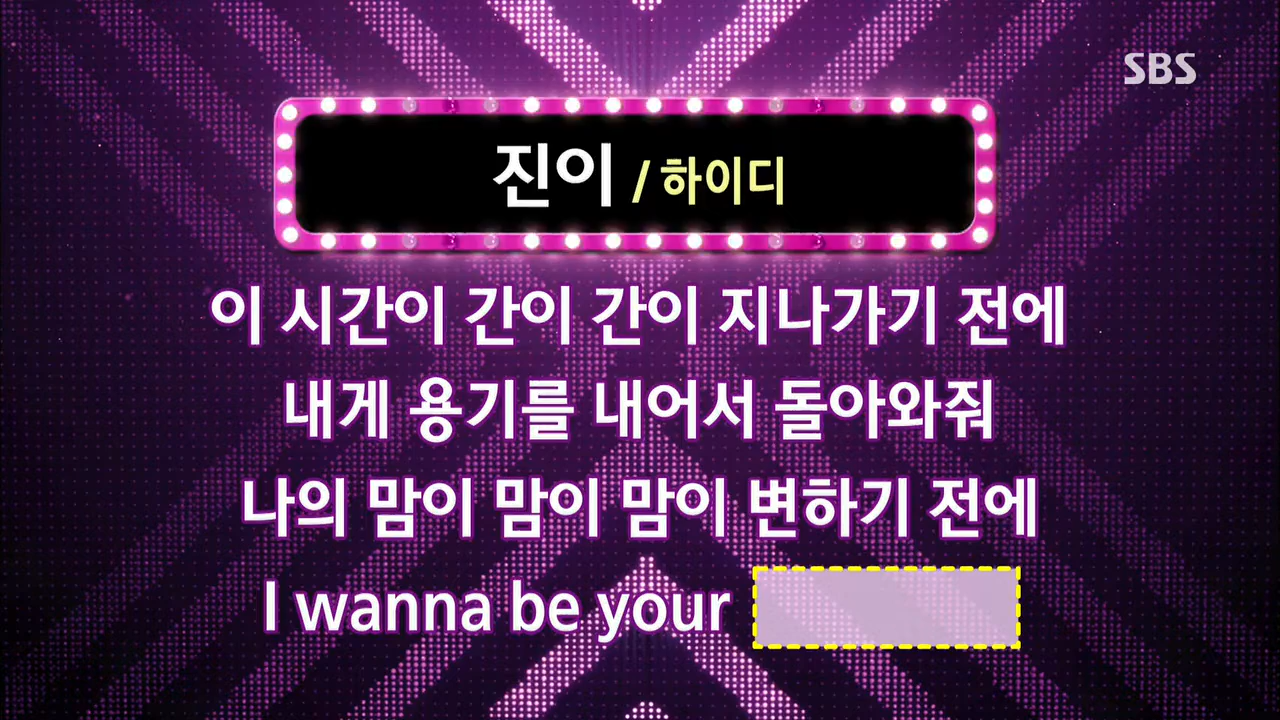 SBS
진이 / 하이디
이 시간이 간이 간이 지나가기 전에
내게 용기를 내어서 돌아와줘
나의 맘이 맘이 맘이 변하기 전에
I wanna be your